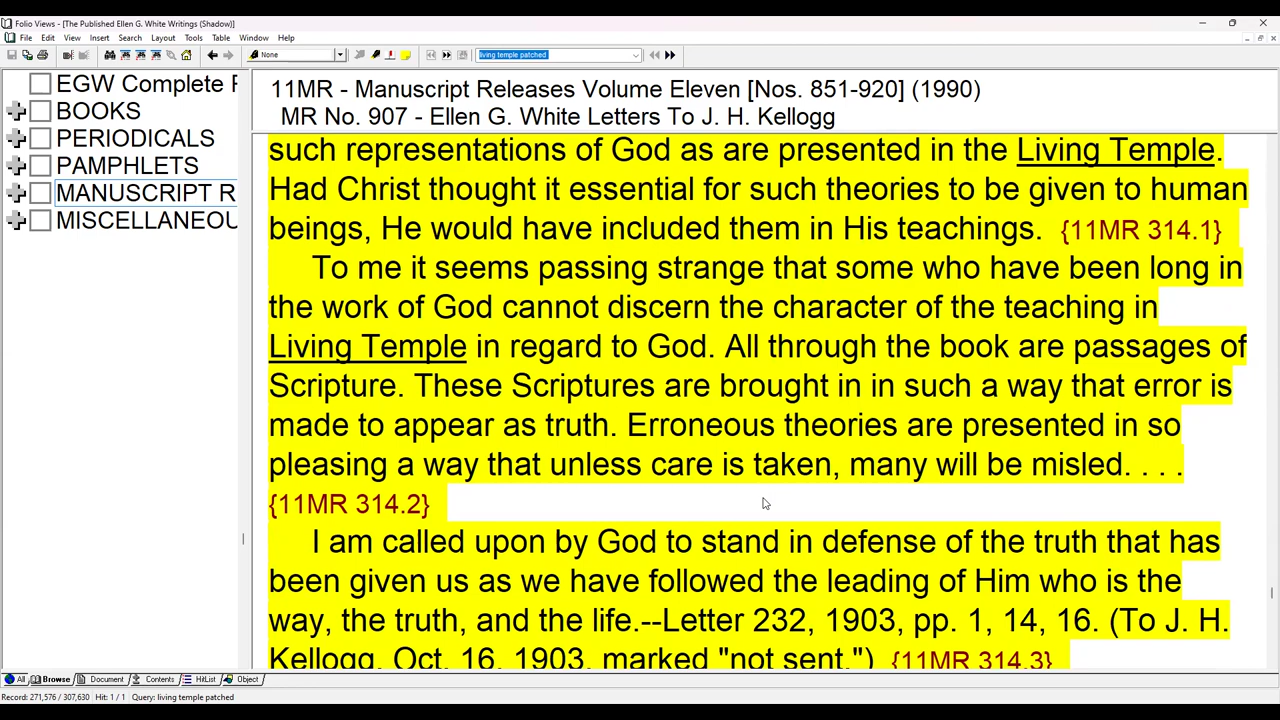 Folio Views - [The Published Ellen G. White Writings (Shadow)]
File Edit View Insert Search Layout Tools Table Window Help
None living temple patched
EGW Complete P
BOOKS
PERIODICALS
PAMPHLETS
MANUSCRIPT R
MISCELLANEOU
11MR - Manuscript Releases Volume Eleven [Nos. 851-920] (1990)
MR No. 907 - Ellen G. White Letters To J. H. Kellogg
such representations of God as are presented in the Living Temple.
Had Christ thought it essential for such theories to be given to human
beings, He would have included them in His teachings. {11MR 314.1}
To me it seems passing strange that some who have been long in
the work of God cannot discern the character of the teaching in
Living Temple in regard to God. All through the book are passages of
Scripture. These Scriptures are brought in in such a way that error is
made to appear as truth. Erroneous theories are presented in so
pleasing a way that unless care is taken, many will be misled. . . .
{11MR 314.2}
I am called upon by God to stand in defense of the truth that has
been given us as we have followed the leading of Him who is the
way, the truth, and the life.--Letter 232, 1903, pp. 1, 14, 16. (To J. H.
Kellogg, Oct. 16, 1903, marked "not sent.") {11MR 314.3}
All Browse Document Contents HitList Object
Record: 271,576 / 307,630 Hit: 1 / 1 Query: living temple patched